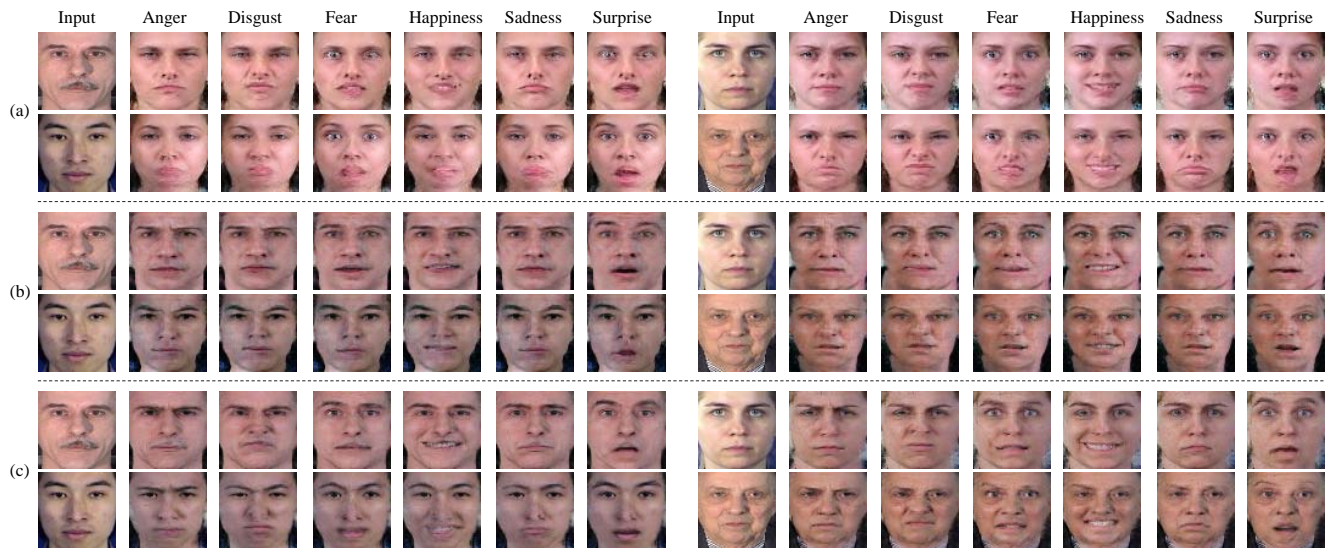 Input Anger Disgust Fear Happiness Sadness Surprise Input Anger Disgust Fear Happiness Sadness Surprise
(a)
(b)
(c)